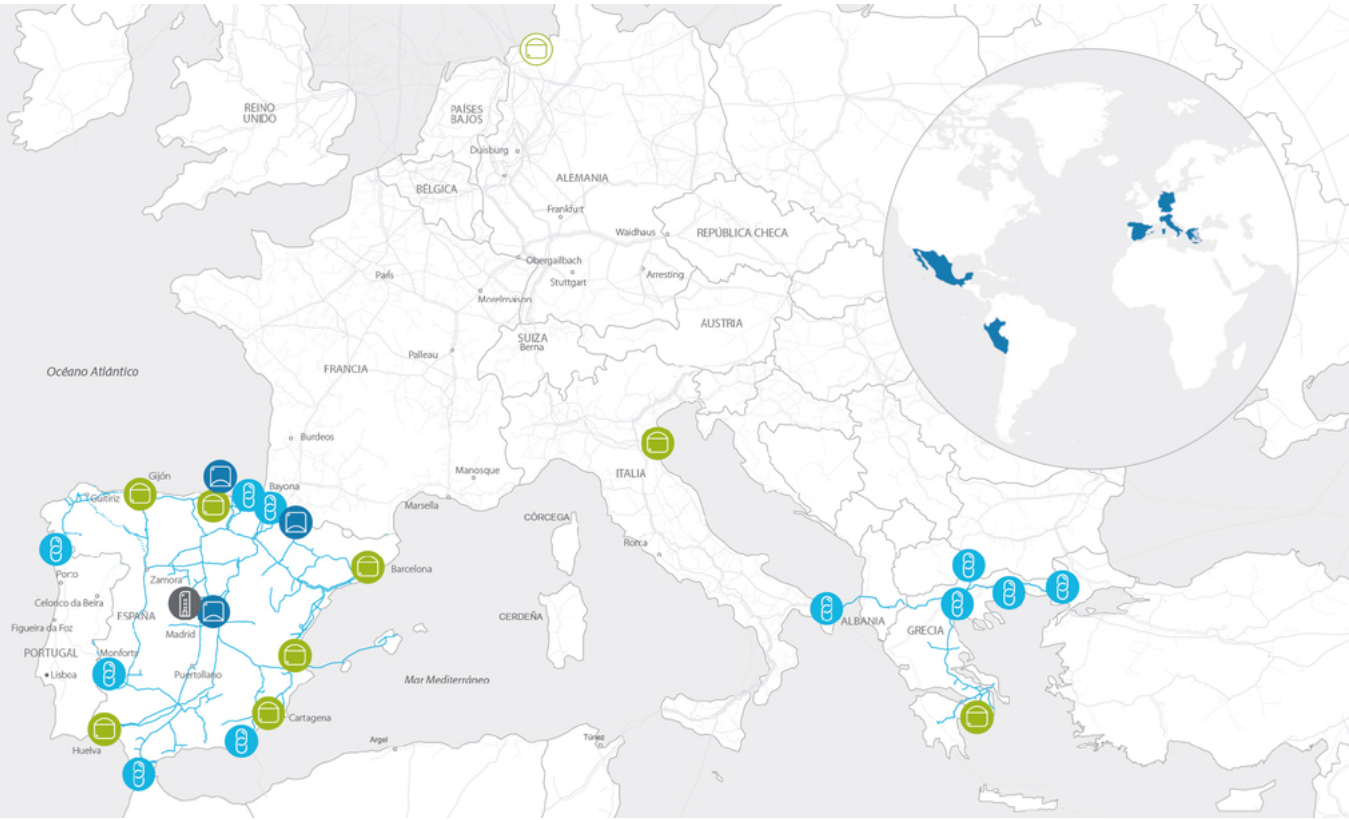 REINO
UNIDO
PAÍSES
BAJOS
Duisburg
BÉLGICA
ALEMANIA
Frankfurt
Waidhaus
REPÚBLICA CHECA
Obergailbach
Stuttgart
Arresting
París
Morelmaison
SUIZA
Berna
AUSTRIA
Palleau
FRANCIA
Océano Atlántico
Burdeos
Manosque
Marsella
ITALIA
CÓRCEGA
Roma
CERDEÑA
Gijón
Guitiriz
Bayona
Barcelona
Porto
Zamora
Celorico da Beira
ESPAÑA
Figueira da Foz
Madrid
PORTUGAL
Monforte
Lisboa
Puertollano
Mar Mediterráneo
Cartagena
Huelva
Argel
Túnez
ALBANIA
GRECIA